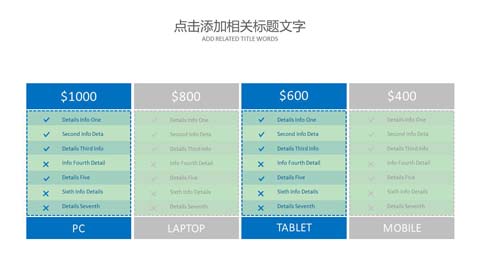 点击添加相关标题文字
ADD RELATED TITLE WORDS
$1000 $800 $600 $400
Details Info One Details Info One Details Info One Details Info One
Second Info Deta Second Info Deta Second Info Deta Second Info Deta
Details Third Info Details Third Info Details Third Info Details Third Info
Info Fourth Detail Info Fourth Detail Info Fourth Detail Info Fourth Detail
Details Five Details Five Details Five Details Five
Sixth Info Details Sixth Info Details Sixth Info Details Sixth Info Details
Details Seventh Details Seventh Details Seventh Details Seventh
PC LAPTOP TABLET MOBILE